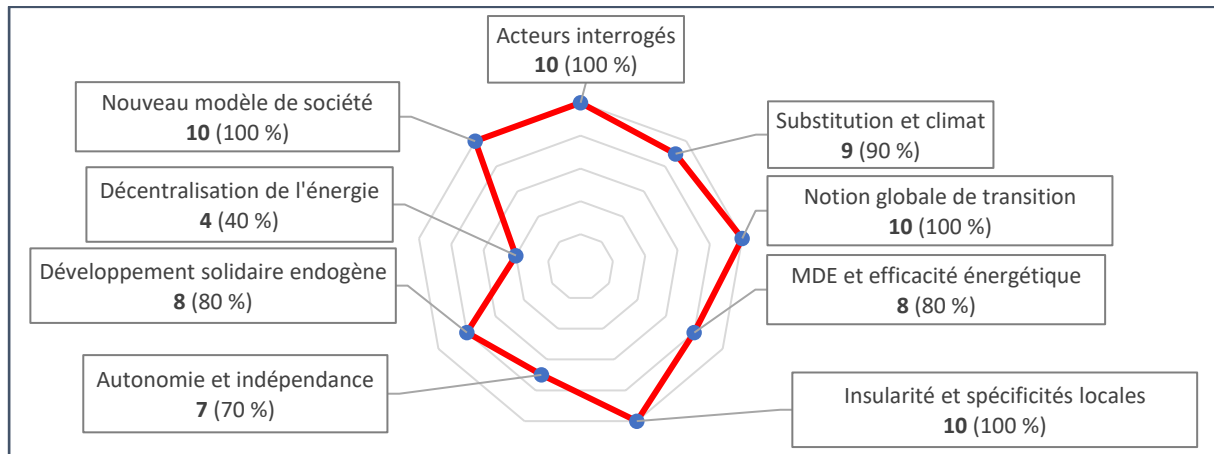 Acteurs interrogés
10 (100 %)
Substitution et climat
9 (90 %)
Notion globale de transition
10 (100 %)
MDE et efficacité énergétique
8 (80 %)
Insularité et spécificités locales
10 (100 %)
Autonomie et indépendance
7 (70 %)
Développement solidaire endogène
8 (80 %)
Décentralisation de l'énergie
4 (40 %)
Nouveau modèle de société
10 (100 %)